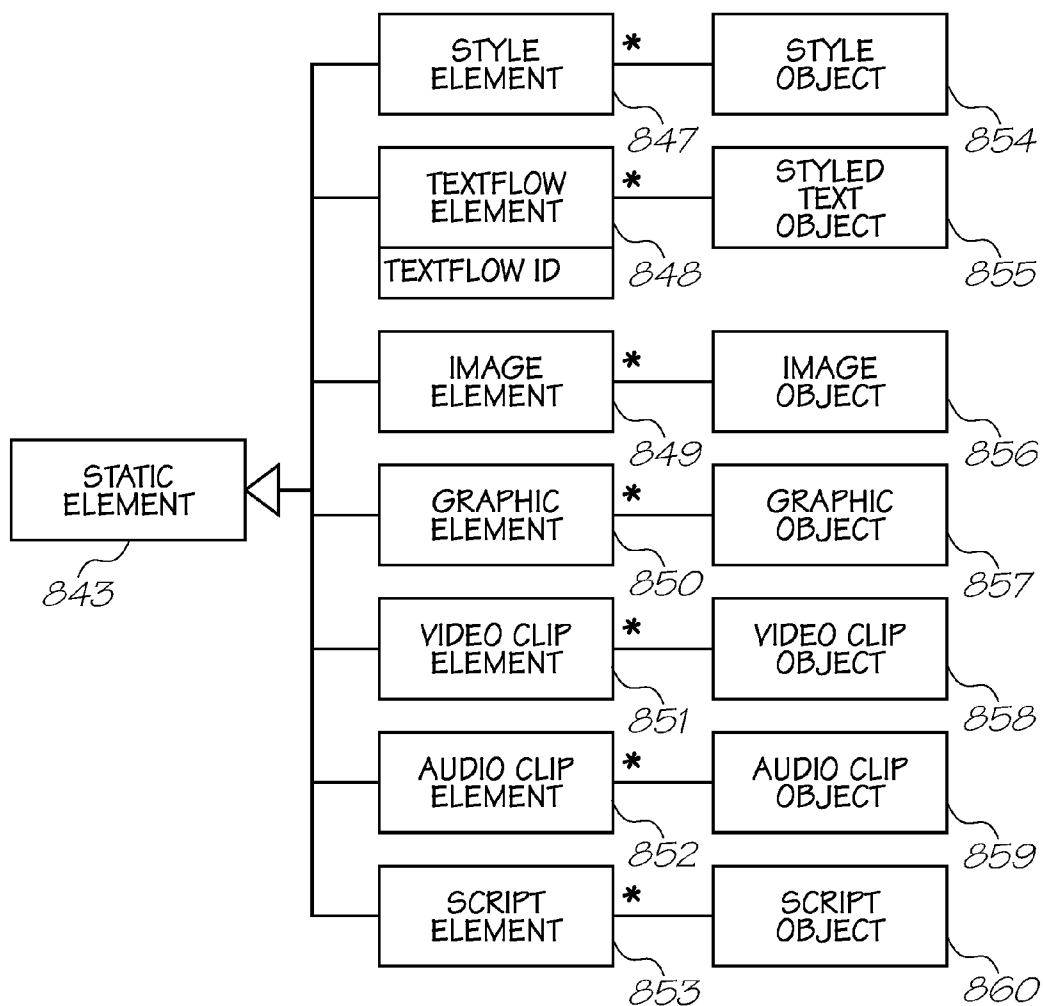 STYLE
ELEMENT
*
STYLE
OBJECT
847
854
TEXTFLOW
ELEMENT
*
STYLED
TEXT
OBJECT
TEXTFLOW ID
848
855
IMAGE
ELEMENT
*
IMAGE
OBJECT
849
856
STATIC
ELEMENT
843
GRAPHIC
ELEMENT
*
GRAPHIC
OBJECT
850
857
VIDEO CLIP
ELEMENT
*
VIDEO CLIP
OBJECT
851
858
AUDIO CLIP
ELEMENT
*
AUDIO CLIP
OBJECT
852
859
SCRIPT
ELEMENT
*
SCRIPT
OBJECT
853
860